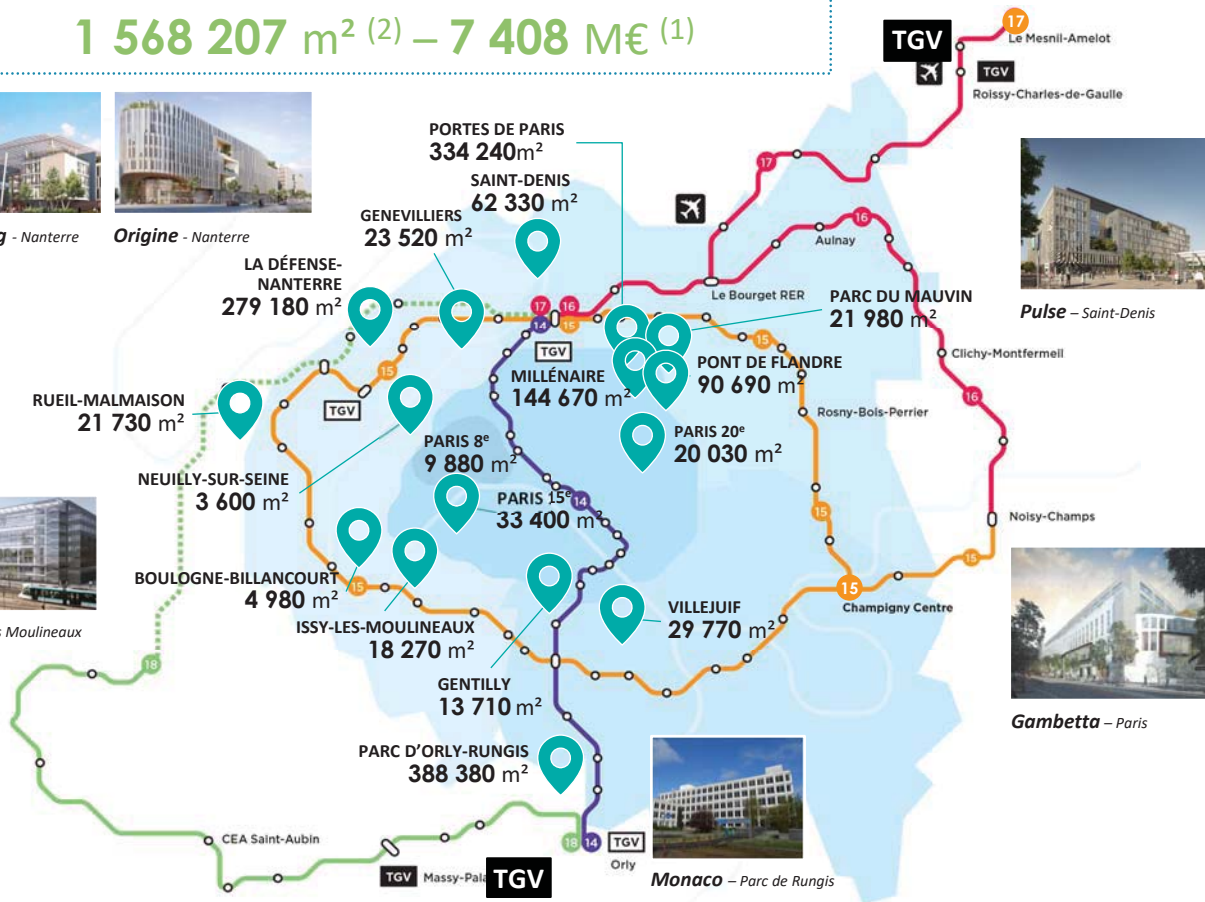 1 568 207 m² (2) – 7 408 M€ (1)
TGV
17
Le Mesnil-Amelot
TGV
Roissy-Charles-de-Gaulle
PORTES DE PARIS
334 240m²
17
SAINT-DENIS
62 330 m²
GENEVILLIERS
23 520 m²
16
Aulnay
- Nanterre
Origine - Nanterre
LA DÉFENSE-
NANTERRE
279 180 m²
Le Bourget RER
PARC DU MAUVIN
21 980 m²
Pulse – Saint-Denis
17
16
14
15
TGV
15
Clichy-Montfermeil
PONT DE FLANDRE
90 690 m²
MILLÉNAIRE
144 670 m²
15
RUEIL-MALMAISON
21 730 m²
TGV
16
Rosny-Bois-Perrier
PARIS 20e
20 030 m²
PARIS 8e
9 880 m²
NEUILLY-SUR-SEINE
3 600 m²
PARIS 15e
33 400 m²
14
15
Noisy-Champs
15
BOULOGNE-BILLANCOURT
4 980 m²
15
15
Champigny Centre
VILLEJUIF
29 770 m²
Moulineaux
ISSY-LES-MOULINEAUX
18 270 m²
18
GENTILLY
13 710 m²
Gambetta – Paris
PARC D'ORLY-RUNGIS
388 380 m²
CEA Saint-Aubin
18
14
TGV
Orly
TGV
Massy-Pala
TGV
Monaco – Parc de Rungis